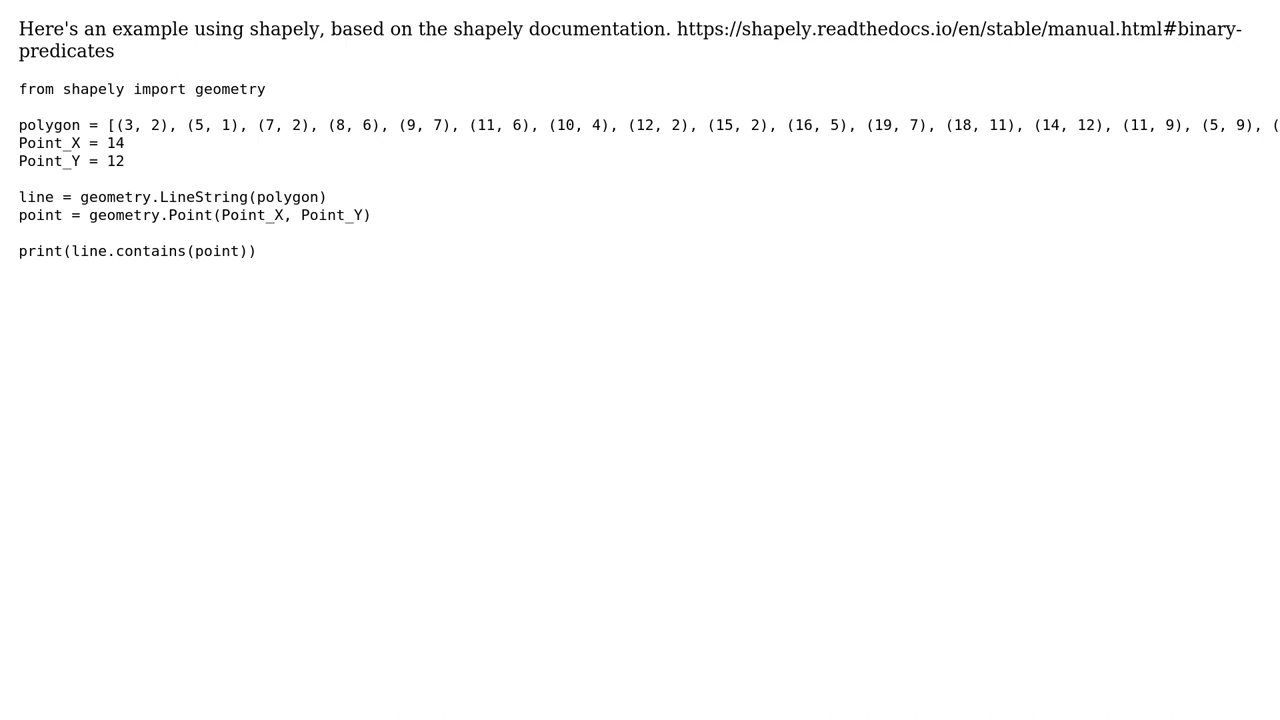 Here's an example using shapely, based on the shapely documentation. https://shapely.readthedocs.io/en/stable/manual.html#binary-
predicates
from shapely import geometry
polygon = [(3, 2), (5, 1), (7, 2), (8, 6), (9, 7), (11, 6), (10, 4), (12, 2), (15, 2), (16, 5), (19, 7), (18, 11), (14, 12), (11, 9), (5, 9), (
Point_X = 14
Point_Y = 12
line = geometry.LineString(polygon)
point = geometry.Point(Point_X, Point_Y)
print(line.contains(point))